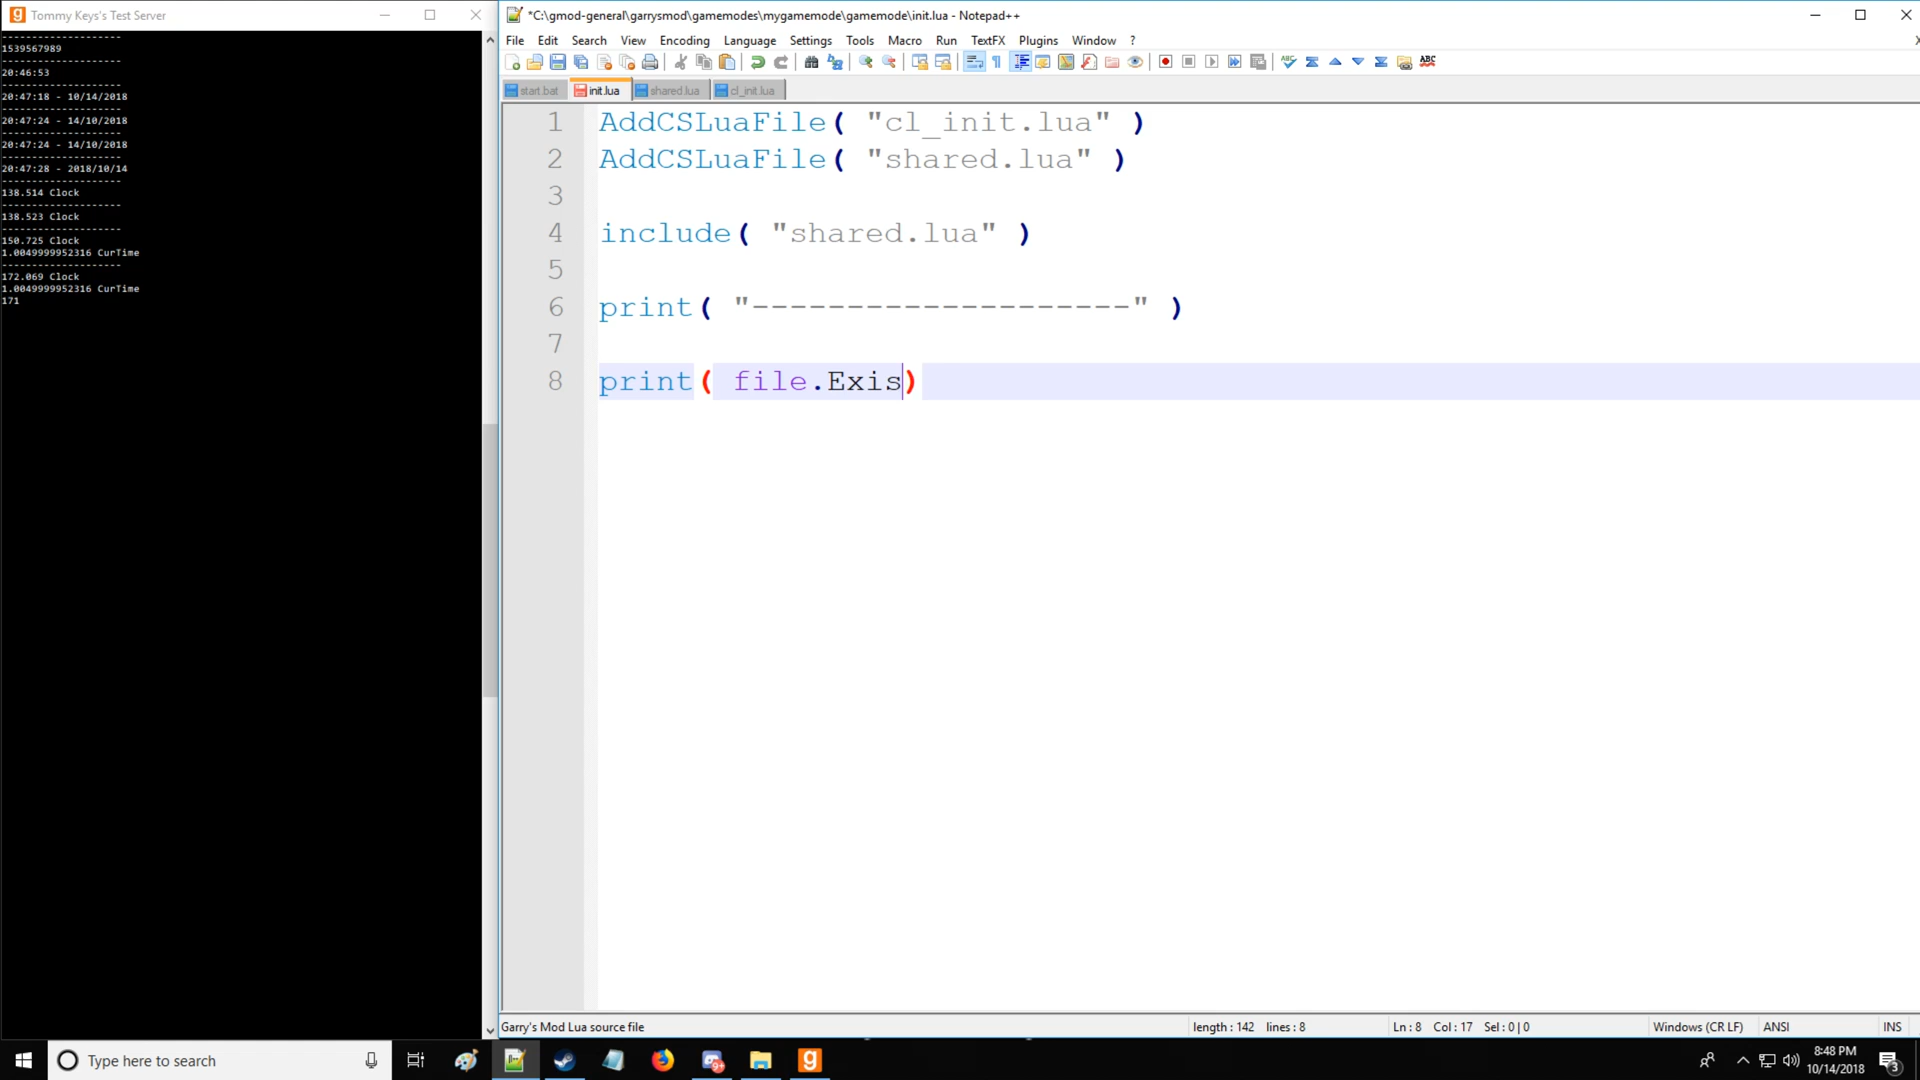 Tommy Keys's Test Server
--------------------
1539567989
--------------------
20:46:53
--------------------
20:47:18 - 10/14/2018
--------------------
20:47:24 - 14/10/2018
--------------------
20:47:24 - 14/10/2018
--------------------
20:47:28 - 2018/10/14
--------------------
138.514 Clock
--------------------
138.523 Clock
--------------------
150.725 Clock
1.0049999952316 CurTime
--------------------
172.069 Clock
1.0049999952316 CurTime
171
*C:\gmod-general\garrysmod\gamemodes\mygamemode\gamemode\init.lua - Notepad++
File Edit Search View Encoding Language Settings Tools Macro Run TextFX Plugins Window ?
start.bat init.lua shared.lua cl_init.lua
1 AddCSLuaFile( "cl_init.lua" )
2 AddCSLuaFile( "shared.lua" )
3
4 include( "shared.lua" )
5
6 print( "--------------------" )
7
8 print( file.Exis)
Garry's Mod Lua source file length : 142 lines : 8 Ln : 8 Col : 17 Sel : 0 | 0 Windows (CR LF) ANSI INS
Type here to search
8:48 PM
10/14/2018
3